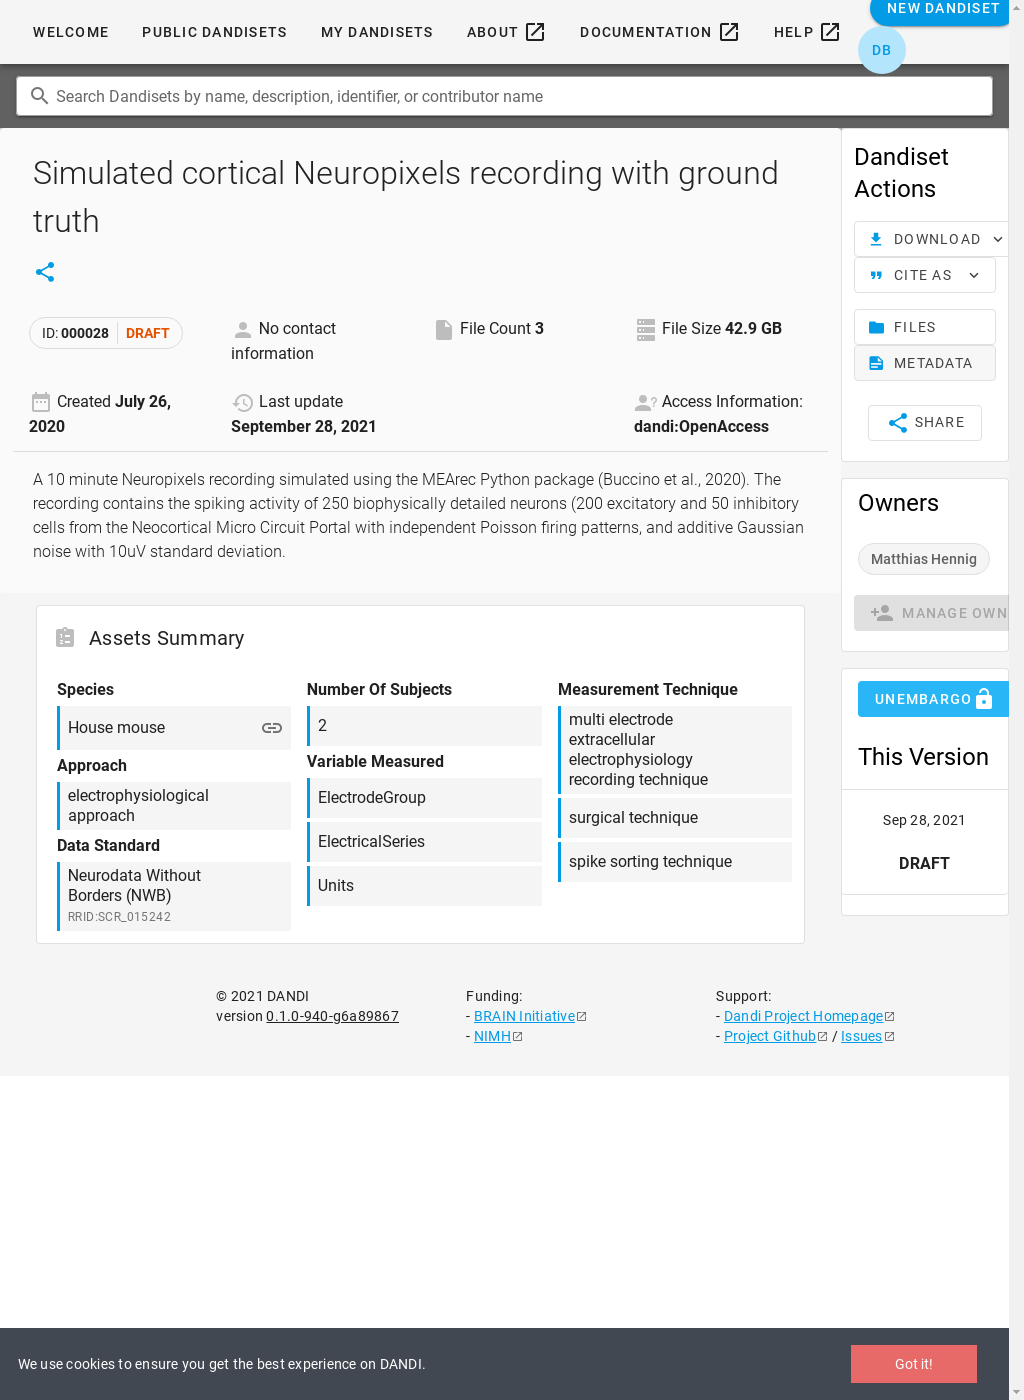 NEW DANDISET
WELCOME
PUBLIC DANDISETS
MY DANDISETS
ABOUT
DOCUMENTATION
HELP
DB
Search Dandisets by name, description, identifier, or contributor name
Simulated cortical Neuropixels recording with ground
truth
ID: 000028 DRAFT
No contact
information
File Count 3
File Size 42.9 GB
Created July 26,
2020
Last update
September 28, 2021
Access Information:
dandi:OpenAccess
A 10 minute Neuropixels recording simulated using the MEArec Python package (Buccino et al., 2020). The
recording contains the spiking activity of 250 biophysically detailed neurons (200 excitatory and 50 inhibitory
cells from the Neocortical Micro Circuit Portal with independent Poisson firing patterns, and additive Gaussian
noise with 10uV standard deviation.
Assets Summary
Species
House mouse
Approach
electrophysiological
approach
Data Standard
Neurodata Without
Borders (NWB)
RRID:SCR_015242
Number Of Subjects
2
Variable Measured
ElectrodeGroup
ElectricalSeries
Units
Measurement Technique
multi electrode
extracellular
electrophysiology
recording technique
surgical technique
spike sorting technique
Dandiset
Actions
DOWNLOAD
CITE AS
FILES
METADATA
SHARE
Owners
Matthias Hennig
MANAGE OWN
UNEMBARGO
This Version
Sep 28, 2021
DRAFT
© 2021 DANDI
version 0.1.0-940-g6a89867
Funding:
- BRAIN Initiative
- NIMH
Support:
- Dandi Project Homepage
- Project Github / Issues
We use cookies to ensure you get the best experience on DANDI.
Got it!